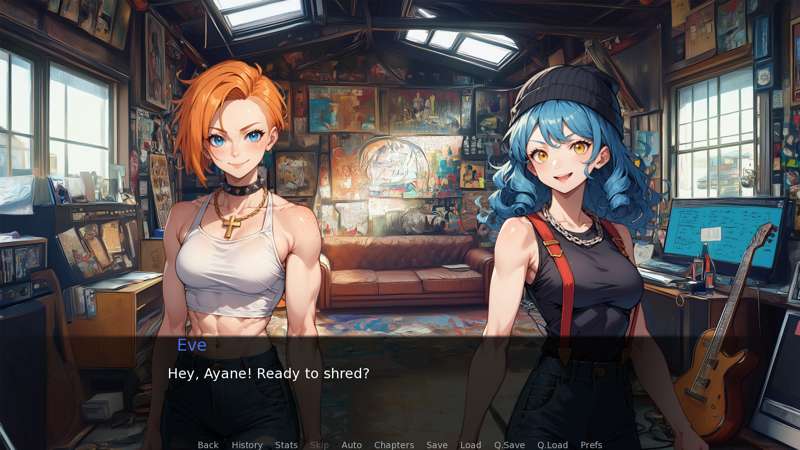 Eve
Hey, Ayane! Ready to shred?
Back History Stats Skip Auto Chapters Save Load Q.Save Q.Load Prefs